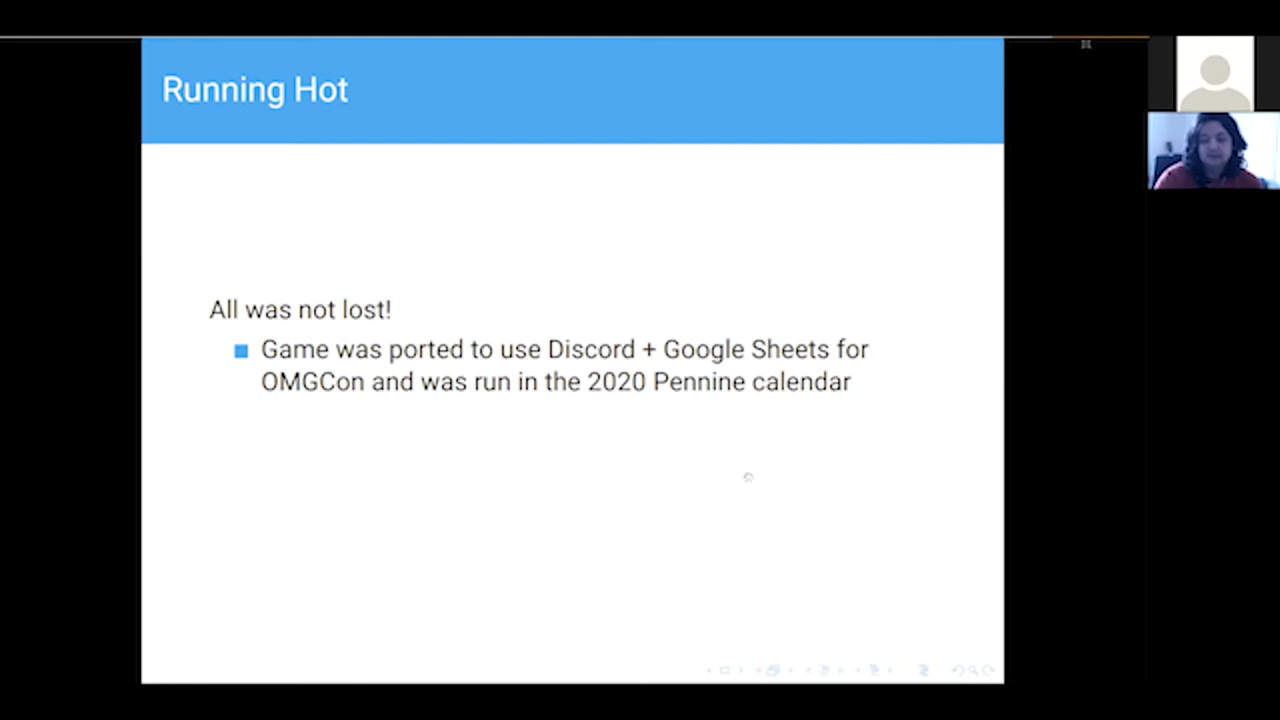 Running Hot
All was not lost!
Game was ported to use Discord + Google Sheets for
OMGCon and was run in the 2020 Pennine calendar